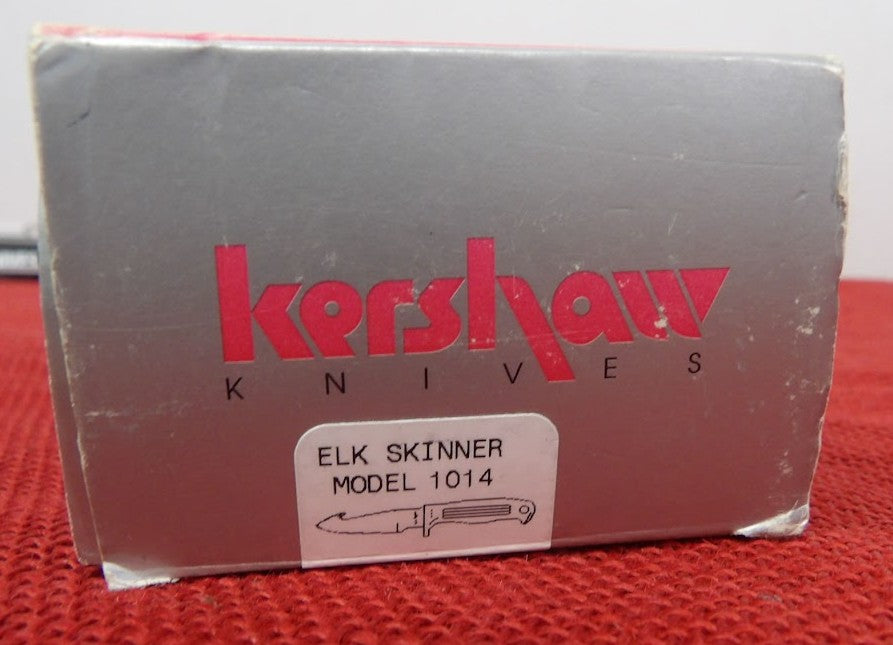 kershaw
KNIVES
ELK SKINNER
MODEL 1014